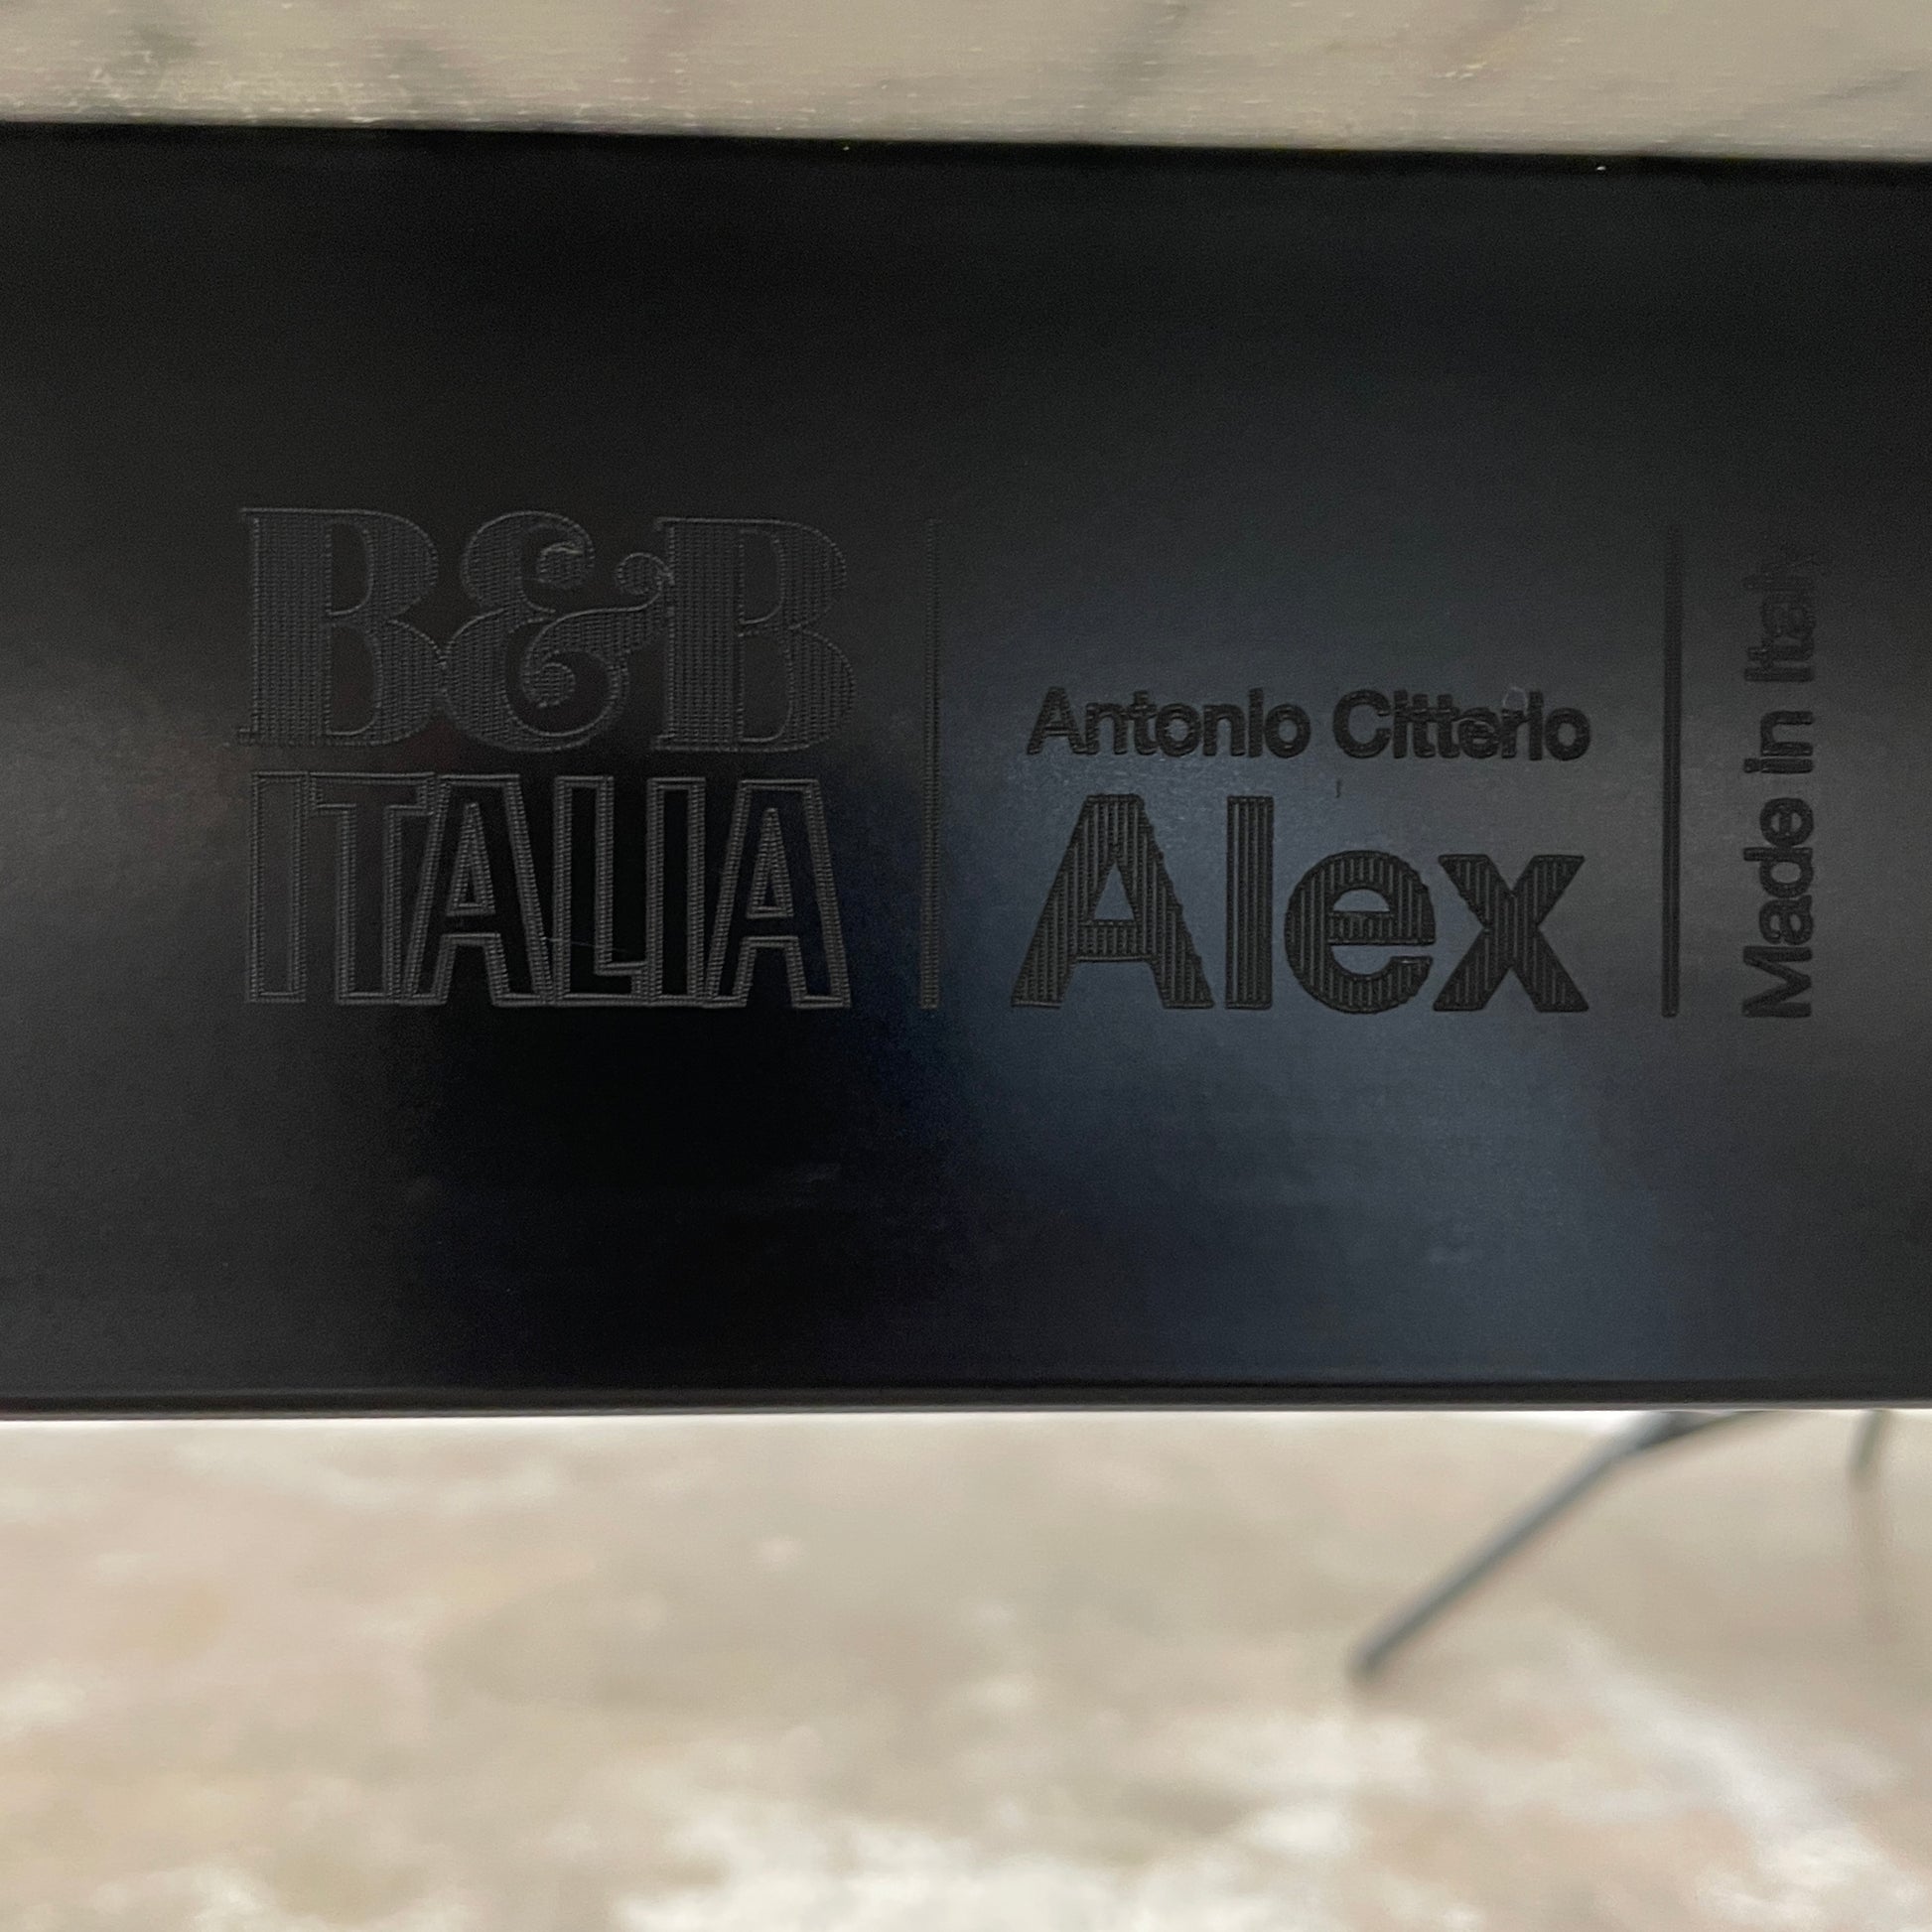 B&B
ITALIA
Antonio Citterio
Alex
Made in Italy